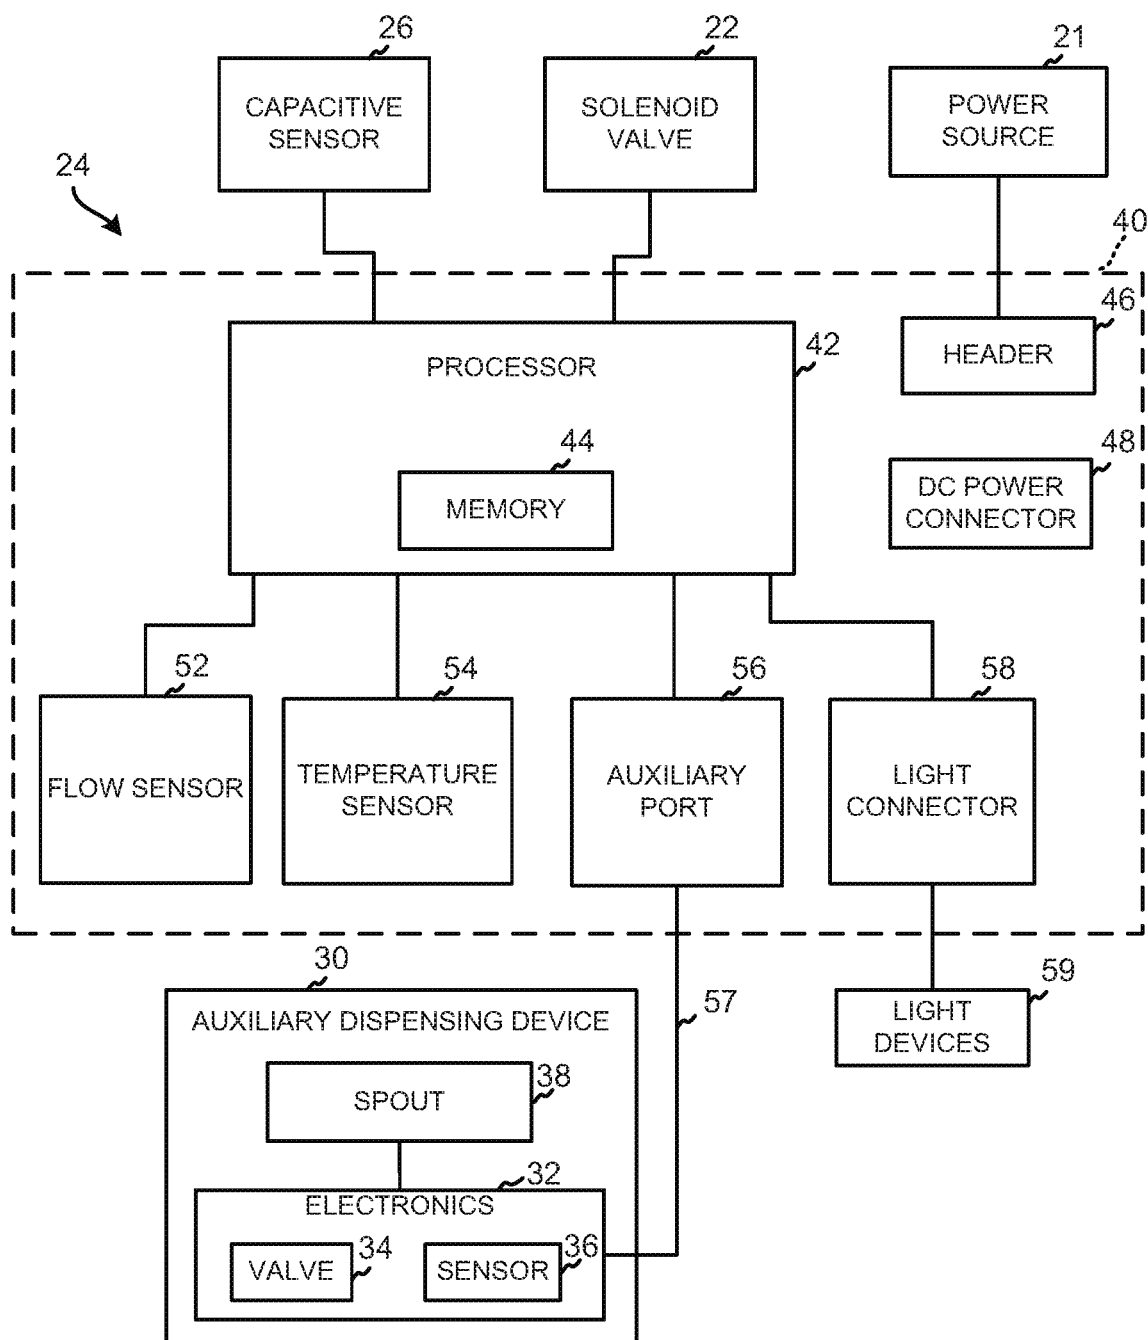 26
22
21
CAPACITIVE
SENSOR
SOLENOID
VALVE
POWER
SOURCE
24
40
46
HEADER
PROCESSOR
42
44
MEMORY
48
DC POWER
CONNECTOR
52
54
56
58
FLOW SENSOR
TEMPERATURE
SENSOR
AUXILIARY
PORT
LIGHT
CONNECTOR
30
57
59
AUXILIARY DISPENSING DEVICE
LIGHT
DEVICES
38
SPOUT
32
ELECTRONICS
34
36
VALVE
SENSOR